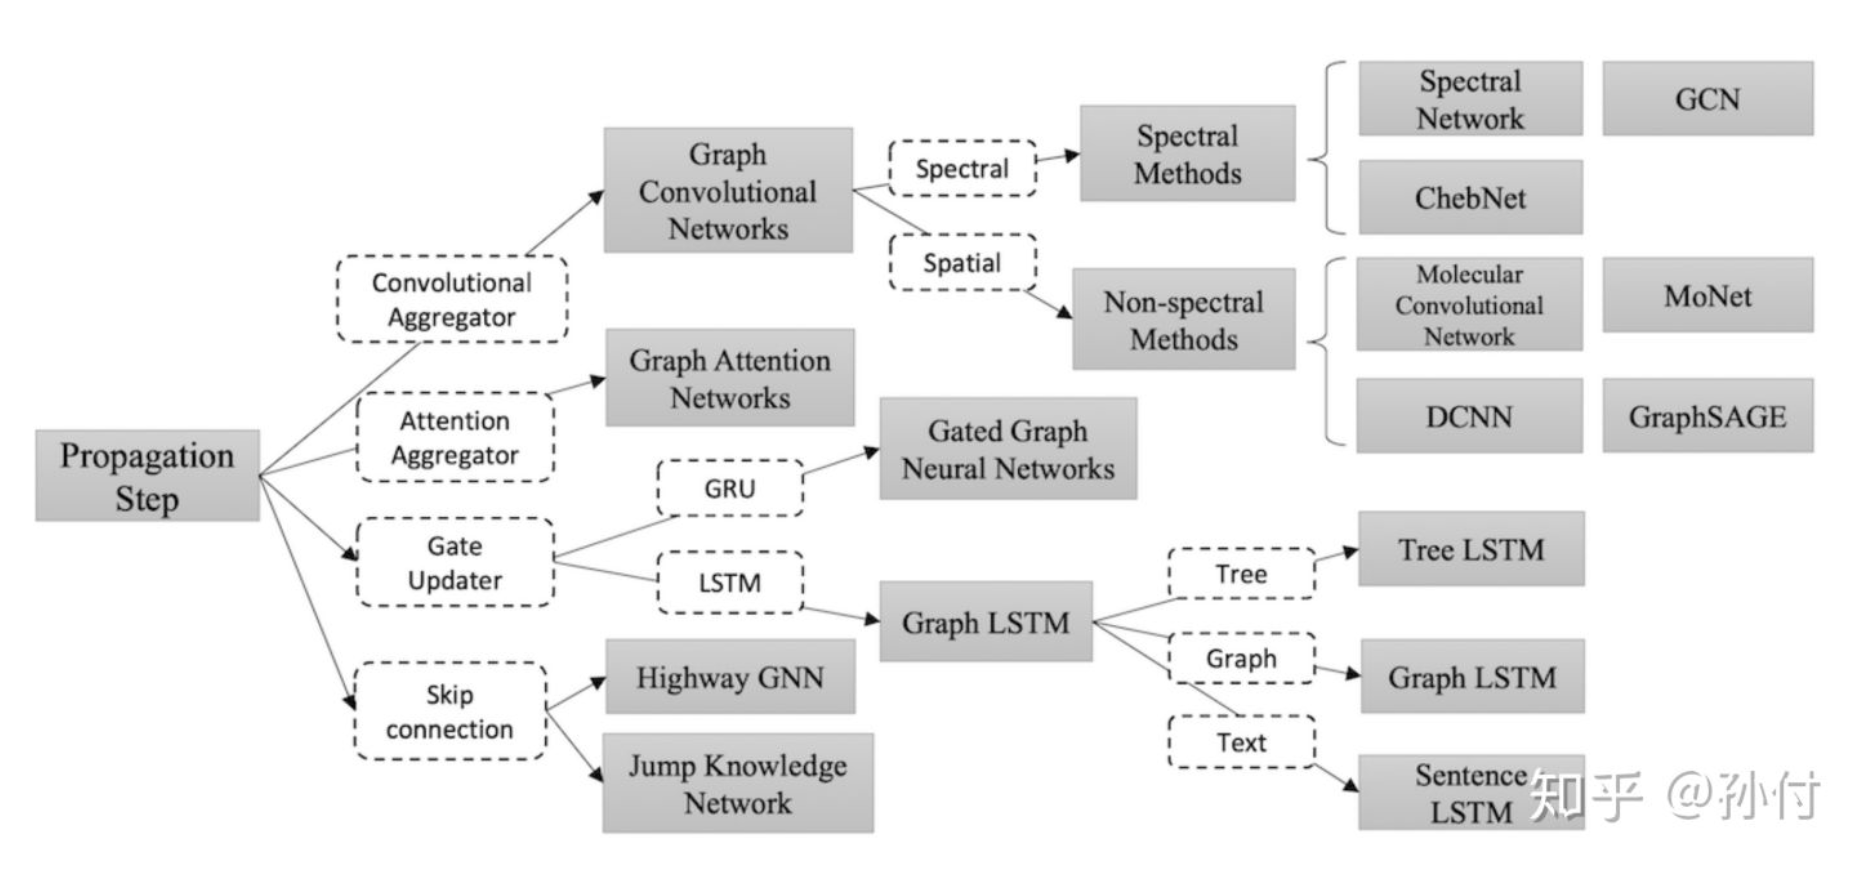 Propagation
Step
Convolutional
Aggregator
Attention
Aggregator
Gate
Updater
Skip
connection
Graph
Convolutional
Networks
Graph Attention
Networks
GRU
LSTM
Highway GNN
Jump Knowledge
Network
Spectral
Spatial
Gated Graph
Neural Networks
Graph LSTM
Spectral
Methods
Non-spectral
Methods
Tree
Graph
Text
Spectral
Network
GCN
ChebNet
Molecular
Convolutional
Network
MoNet
DCNN
GraphSAGE
Tree LSTM
Graph LSTM
Sentence
LSTM
知乎 @孙付